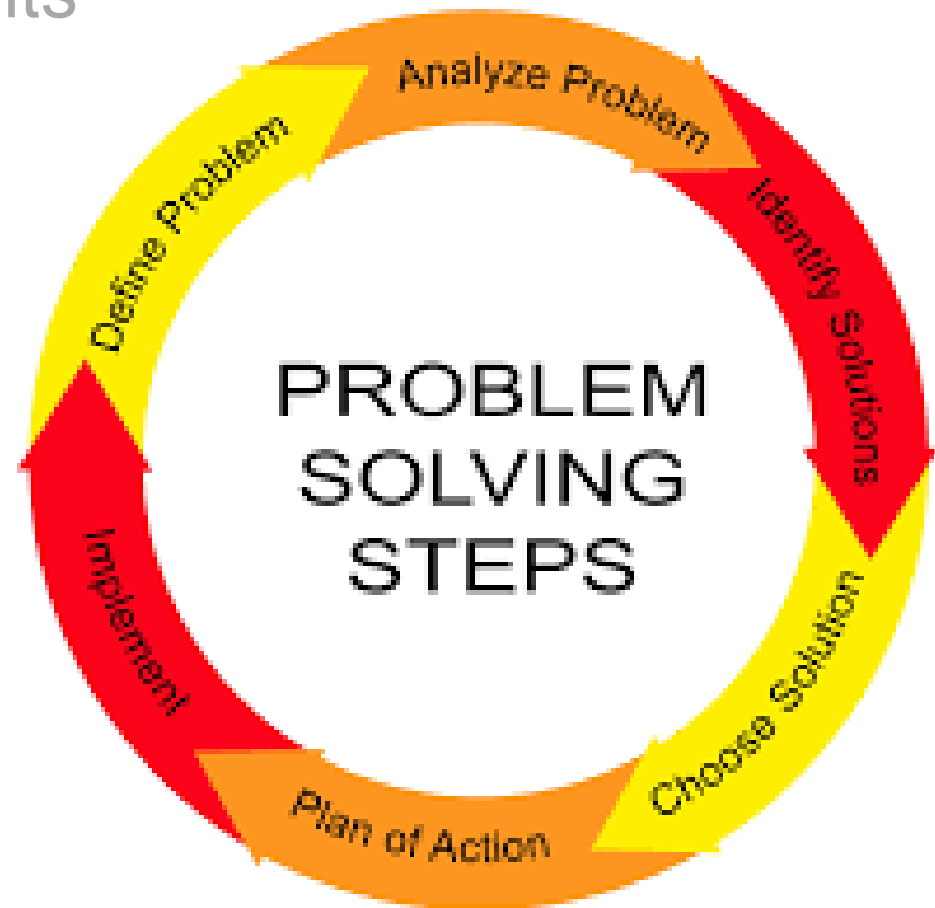 PROBLEM
SOLVING
STEPS
Define Problem
Analyze Problem
Identify Solutions
Choose Solution
Plan of Action
Implement